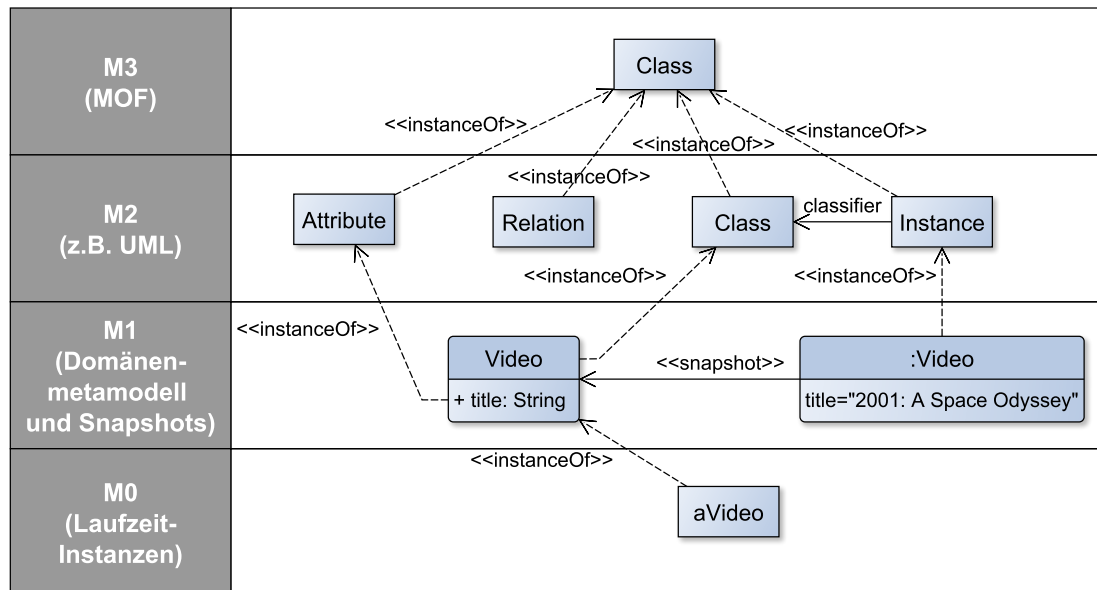 M3
(MOF)
Class
<<instanceOf>>
<<instanceOf>>
<<instanceOf>>
<<instanceOf>>
M2
(z.B. UML)
Attribute
Relation
Class
classifier
Instance
<<instanceOf>>
<<instanceOf>>
<<instanceOf>>
M1
(Domänen-
metamodell
und Snapshots)
Video
+ title: String
<<snapshot>>
:Video
title="2001: A Space Odyssey"
<<instanceOf>>
M0
(Laufzeit-
Instanzen)
aVideo